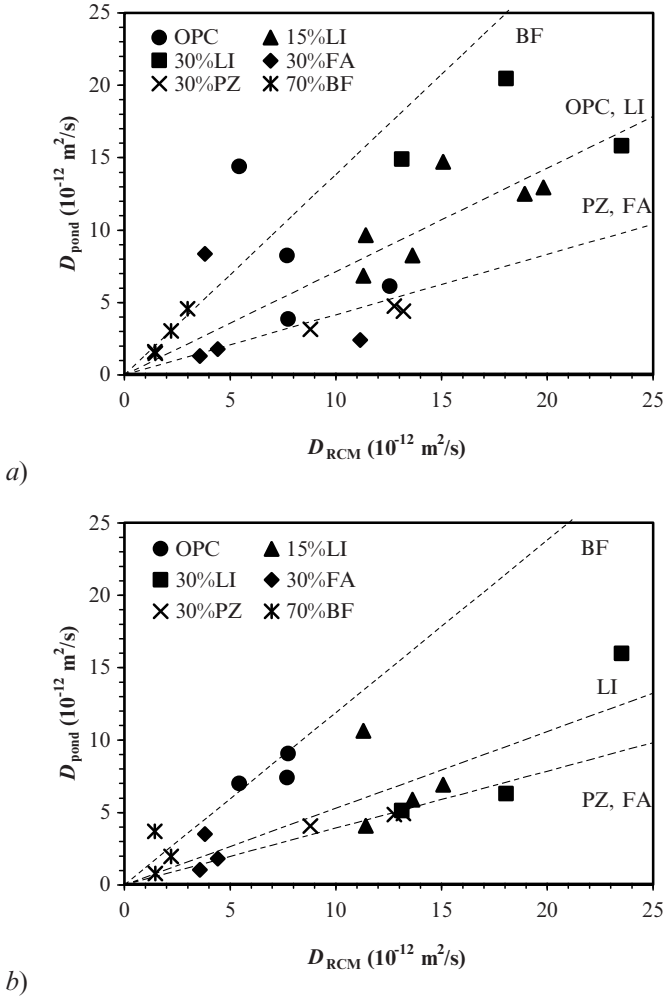 25
20
15
10
5
0
D_pond (10^-12 m^2/s)
OPC 15%LI
30%LI 30%FA
30%PZ 70%BF
BF
OPC, LI
PZ, FA
0 5 10 15 20 25
D_RCM (10^-12 m^2/s)
a)
25
20
15
10
5
0
D_pond (10^-12 m^2/s)
OPC 15%LI
30%LI 30%FA
30%PZ 70%BF
BF
LI
PZ, FA
0 5 10 15 20 25
D_RCM (10^-12 m^2/s)
b)